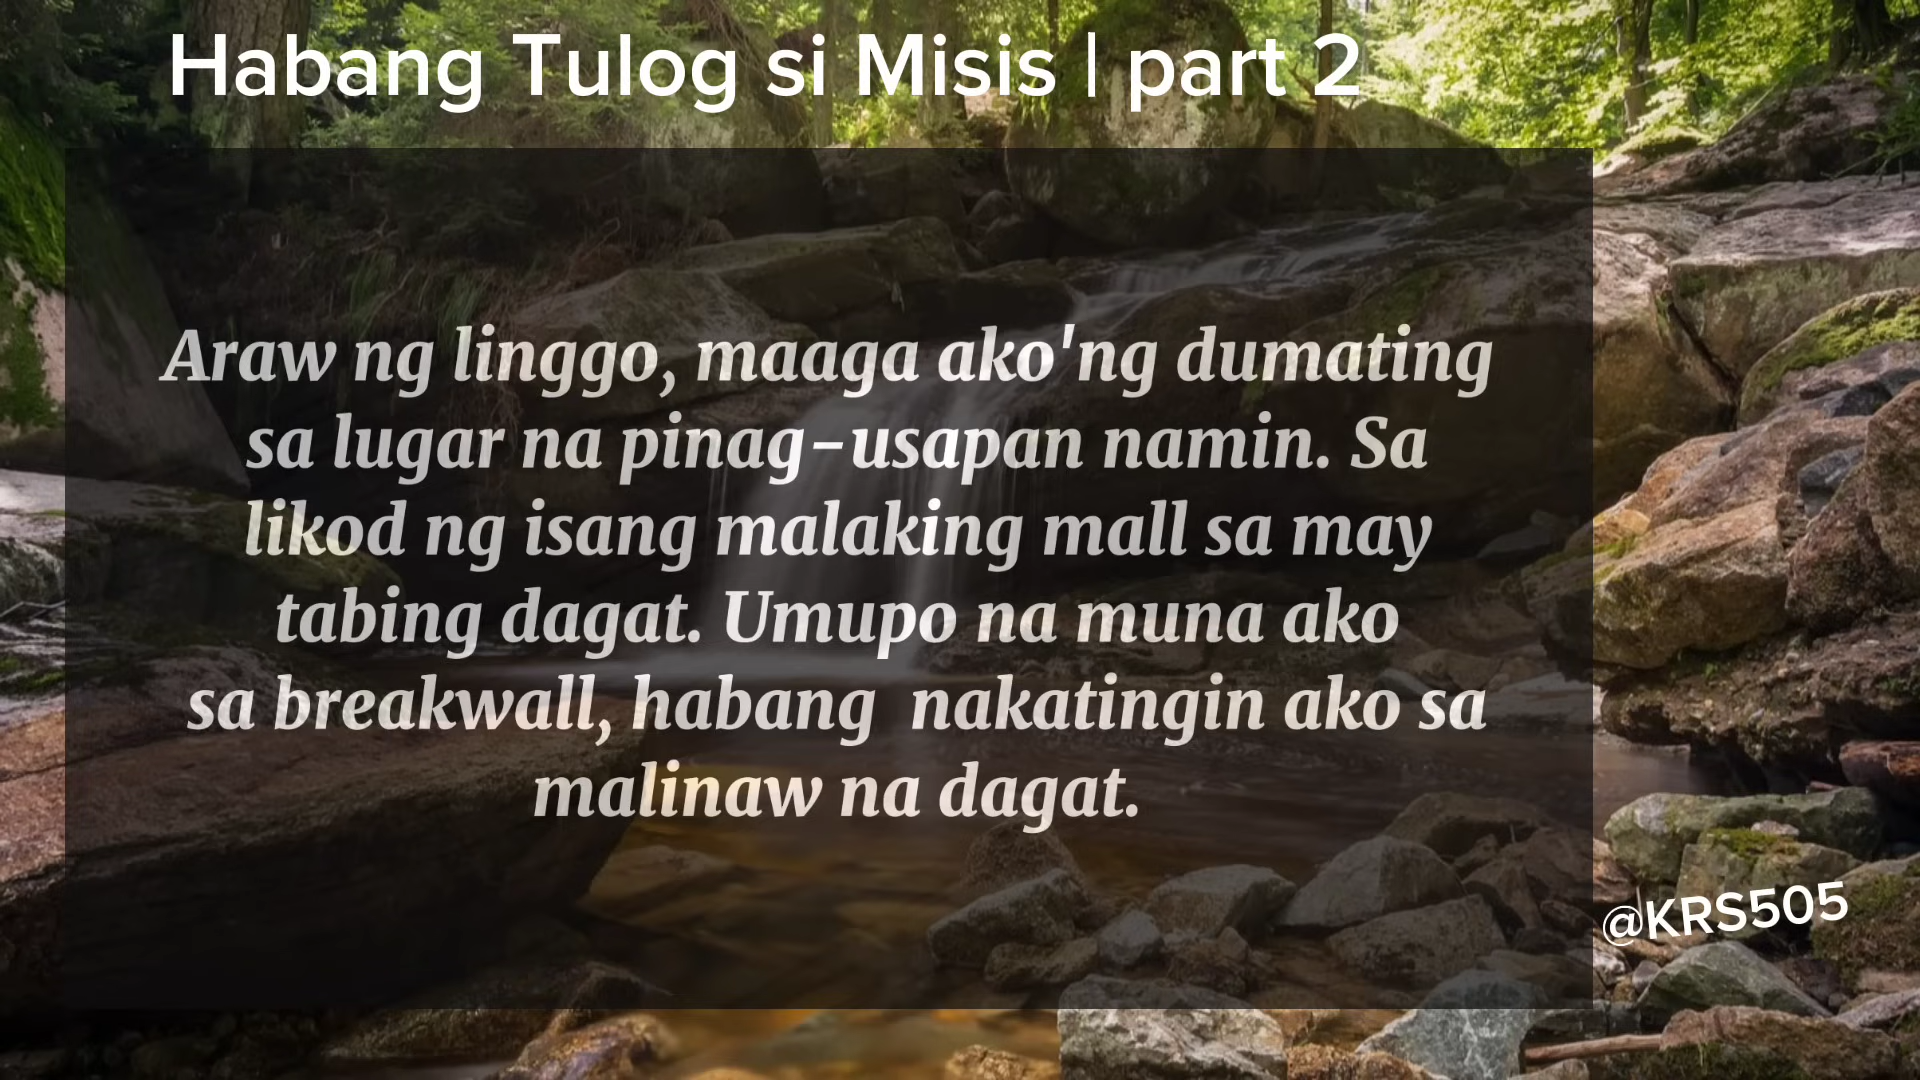 Habang Tulog si Misis | part 2
Araw ng linggo, maaga ako'ng dumating
sa lugar na pinag-usapan namin. Sa
likod ng isang malaking mall sa may
tabing dagat. Umupo na muna ako
sa breakwall, habang  nakatingin ako sa
malinaw na dagat.
@KRS505